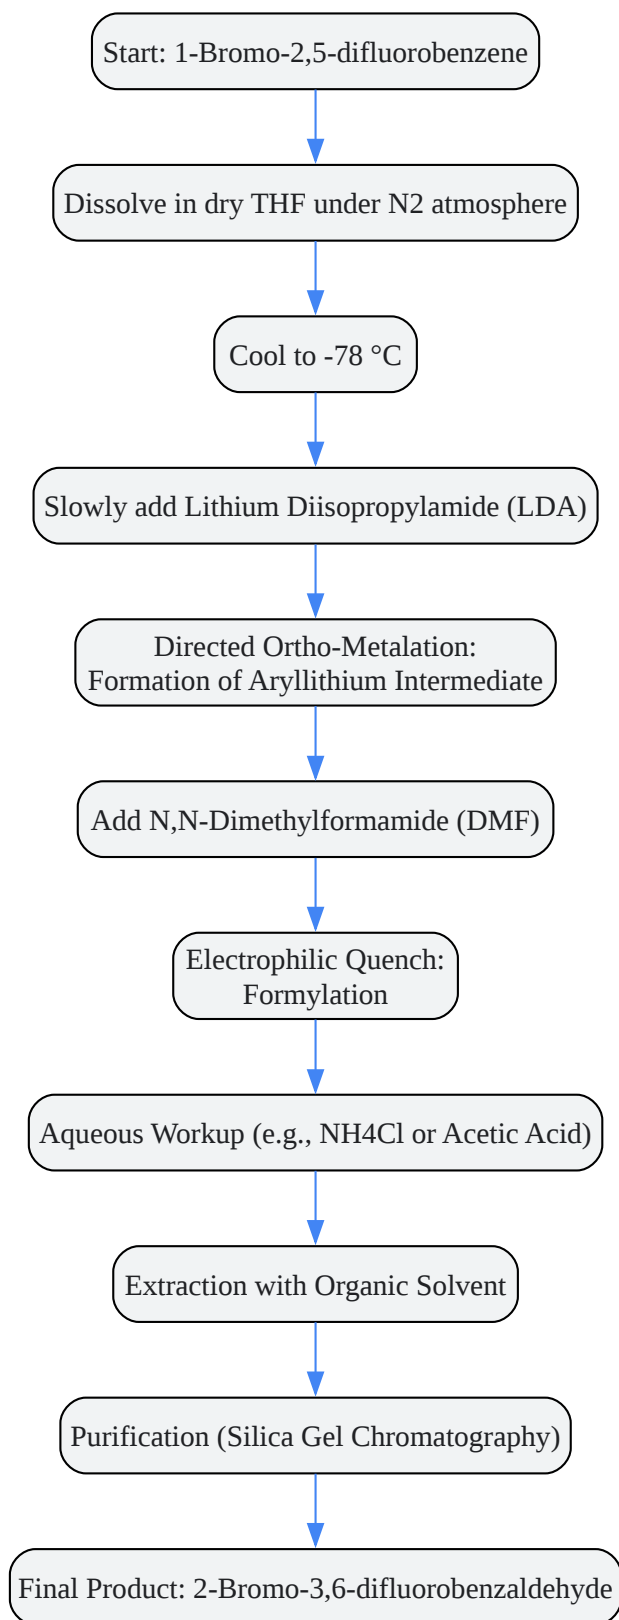 Start: 1-Bromo-2,5-difluorobenzene
Dissolve in dry THF under N2 atmosphere
Cool to -78 °C
Slowly add Lithium Diisopropylamide (LDA)
Directed Ortho-Metalation:
Formation of Aryllithium Intermediate
Add N,N-Dimethylformamide (DMF)
Electrophilic Quench:
Formylation
Aqueous Workup (e.g., NH4Cl or Acetic Acid)
Extraction with Organic Solvent
Purification (Silica Gel Chromatography)
Final Product: 2-Bromo-3,6-difluorobenzaldehyde